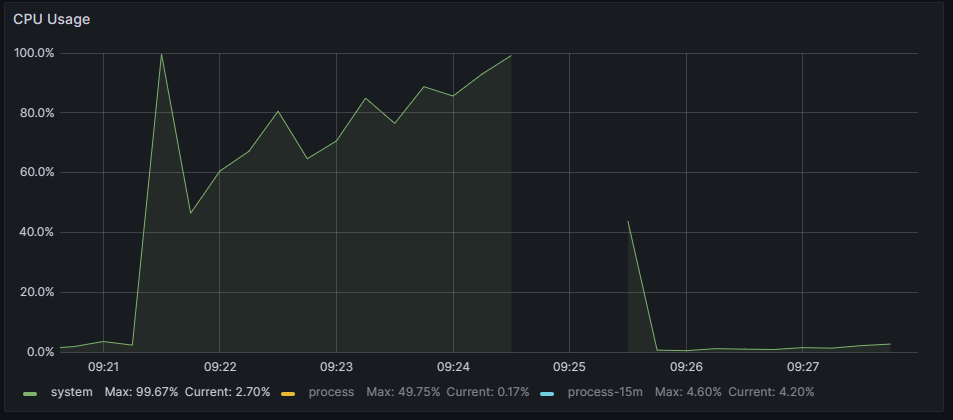 CPU Usage
100.0%
80.0%
60.0%
40.0%
20.0%
0.0%
09:21 09:22 09:23 09:24 09:25 09:26 09:27
system Max: 99.67% Current: 2.70% process Max: 49.75% Current: 0.17% process-15m Max: 4.60% Current: 4.20%